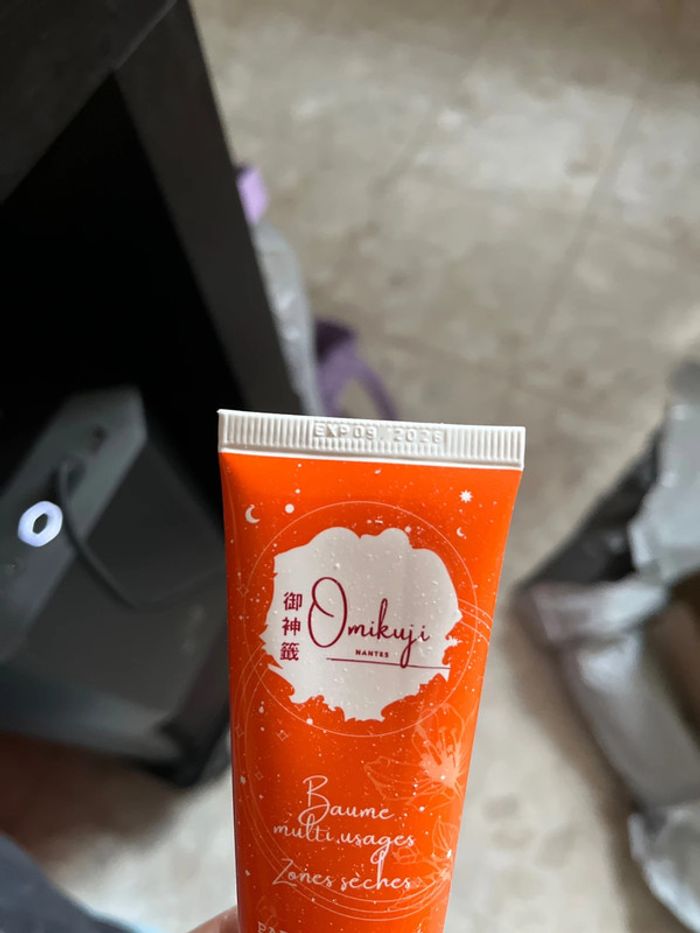 EXP 09. 2026
御神籤
Omikuji
NANTES
Baume
multi usages
Zones sèches